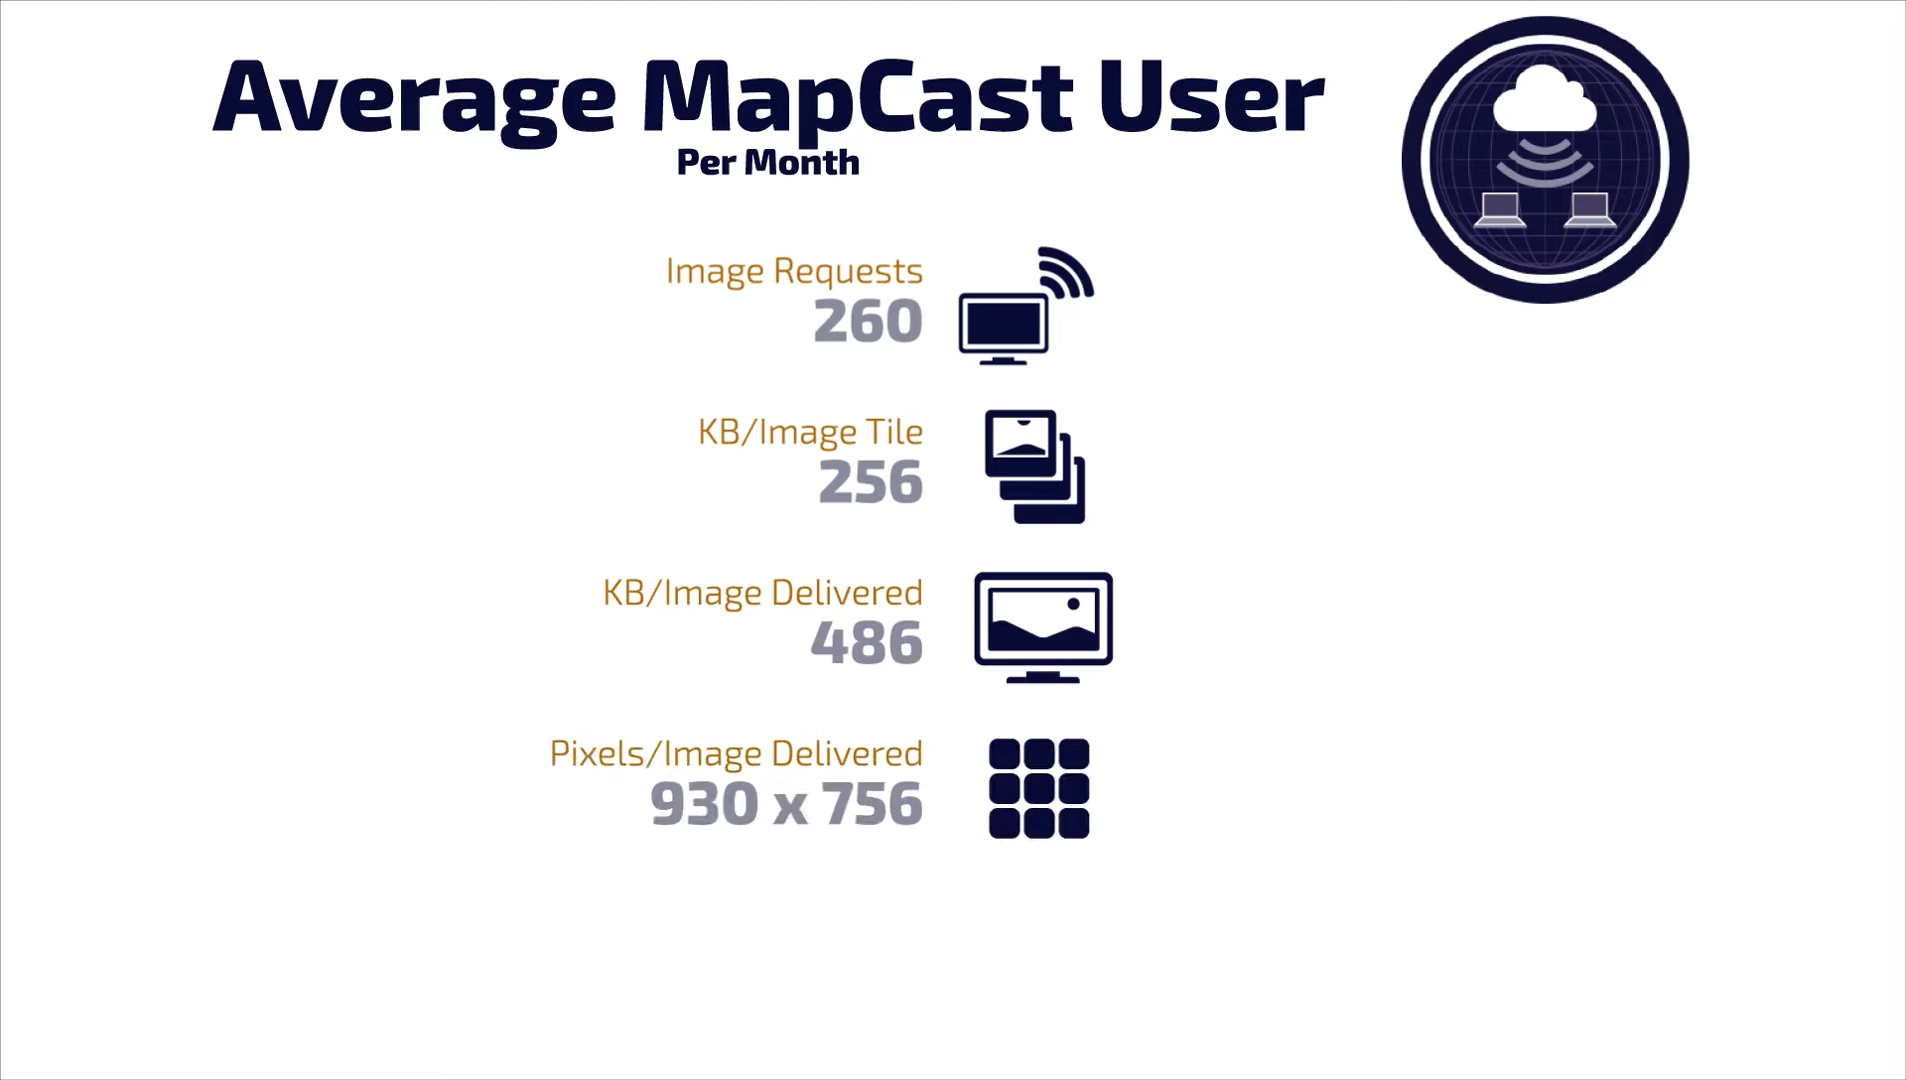 Average MapCast User
Per Month
Image Requests
260
KB/Image Tile
256
KB/Image Delivered
486
Pixels/Image Delivered
930 x 756